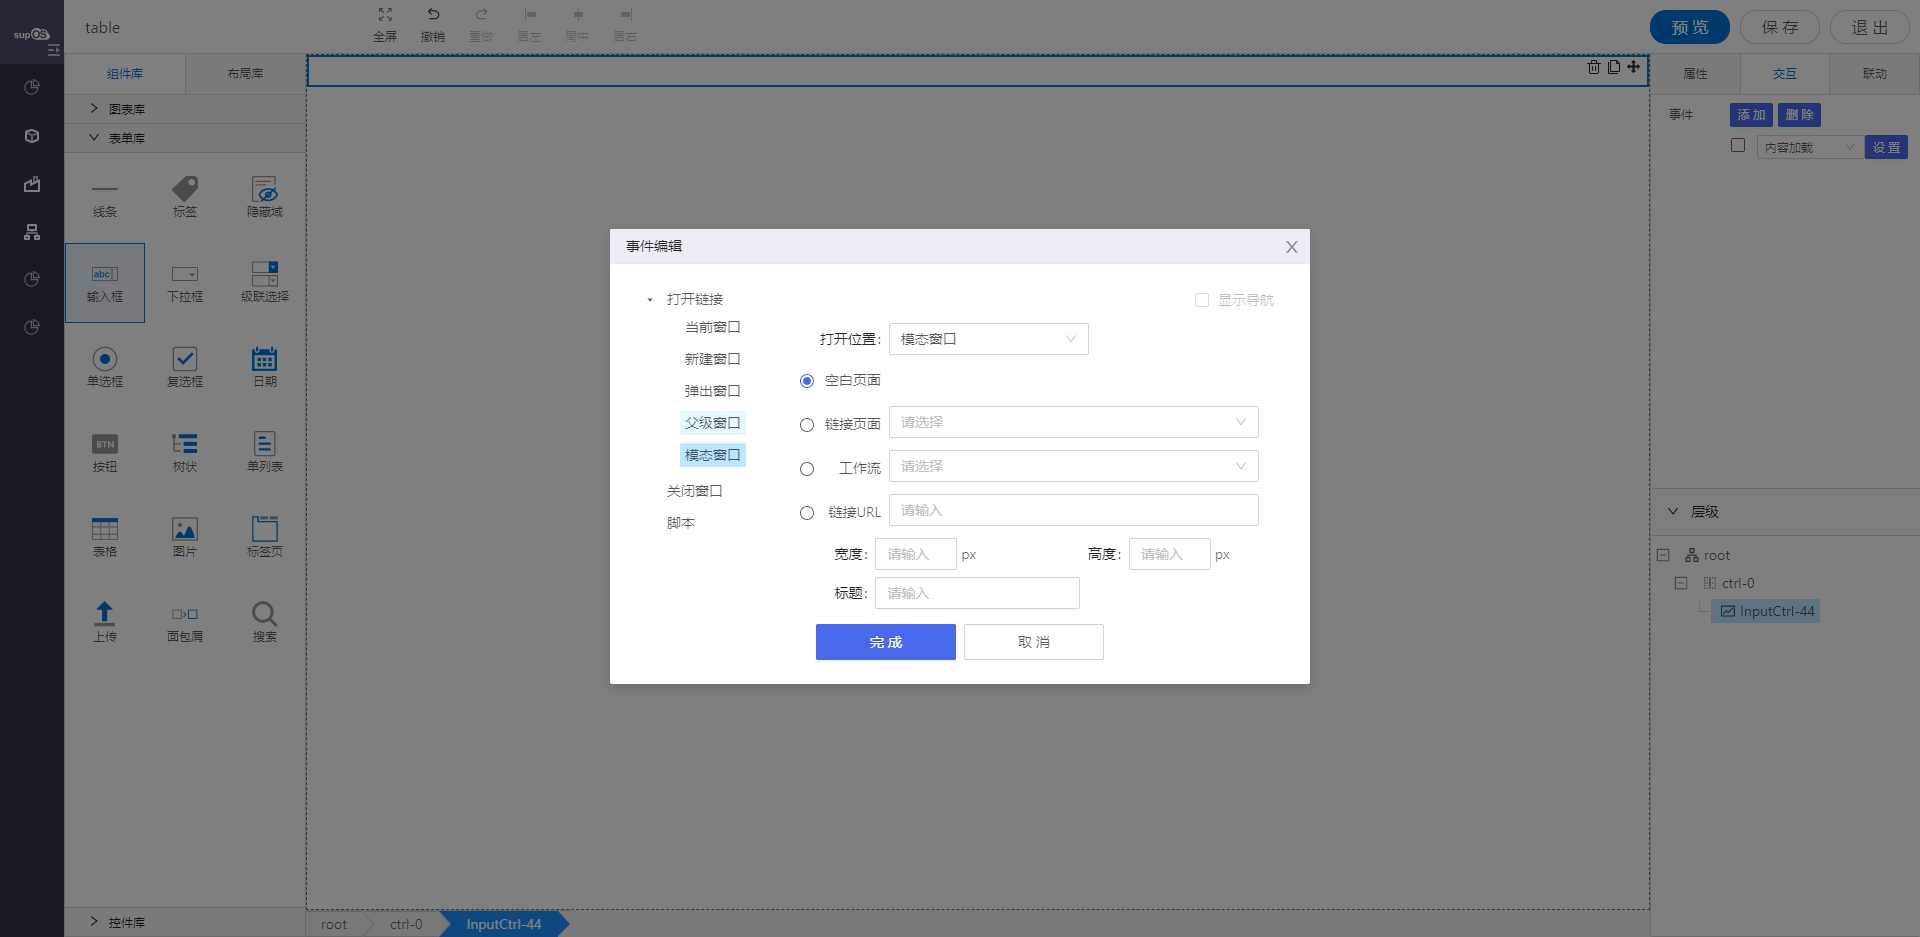 supOS
table
全屏
撤销
重做
居左
局中
居右
预 览
保 存
退 出
组件库
布局库
图表库
表单库
线条
标签
隐藏域
abc
输入框
下拉框
级联选择
单选框
复选框
日期
BTN
按钮
树状
单列表
表格
图片
标签页
上传
面包屑
搜索
控件库
事件编辑
X
打开链接
显示导航
当前窗口
新建窗口
弹出窗口
父级窗口
模态窗口
关闭窗口
脚本
打开位置: 模态窗口
空白页面
链接页面 请选择
工作流 请选择
链接URL 请输入
宽度: 请输入 px 高度: 请输入 px
标题: 请输入
完 成
取 消
属性
交互
联动
事件 添 加 删 除
内容加载 设 置
层级
root
ctrl-0
InputCtrl-44
root ctrl-0 InputCtrl-44